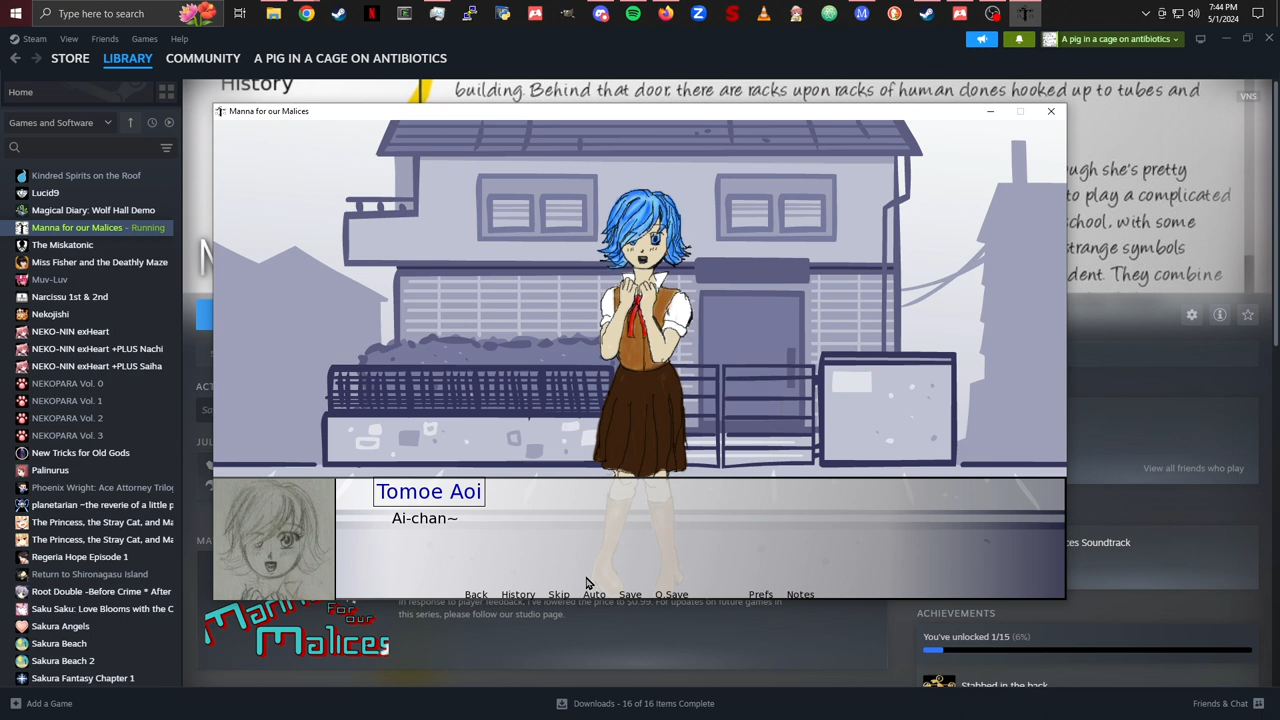 7:44 PM
5/1/2024
Steam View Friends Games Help
A pig in a cage on antibiotics
STORE LIBRARY COMMUNITY A PIG IN A CAGE ON ANTIBIOTICS
Home
History
building. Behind that door, there are racks upon racks of human clones hooked up to tubes and
VNS
Manna for our Malices
Games and Software
ough she's pretty
to play a complicated
school, with some
strange symbols
dent. They combine
Kindred Spirits on the Roof
Lucid9
Magical Diary: Wolf Hall Demo
Manna for our Malices - Running
The Miskatonic
Miss Fisher and the Deathly Maze
Muv-Luv
Narcissu 1st & 2nd
Nekojishi
NEKO-NIN exHeart
NEKO-NIN exHeart +PLUS Nachi
NEKO-NIN exHeart +PLUS Saiha
NEKOPARA Vol. 0
NEKOPARA Vol. 1
NEKOPARA Vol. 2
NEKOPARA Vol. 3
New Tricks for Old Gods
Palinurus
Phoenix Wright: Ace Attorney Trilog
planetarian ~the reverie of a little p
The Princess, the Stray Cat, and Ma
The Princess, the Stray Cat, and Ma
Regeria Hope Episode 1
Return to Shironagasu Island
Root Double -Before Crime * After
Saku Saku: Love Blooms with the C
Sakura Angels
Sakura Beach
Sakura Beach 2
Sakura Fantasy Chapter 1
Tomoe Aoi
Ai-chan~
Back History Skip Auto Save Q.Save Prefs Notes
View all friends who play
ces Soundtrack
In response to player feedback, I've lowered the price to $0.99. For updates on future games in
this series, please follow our studio page.
Manna For our Malices
ACHIEVEMENTS
You've unlocked 1/15 (6%)
Stabbed in the back
Add a Game
Downloads - 16 of 16 Items Complete
Friends & Chat